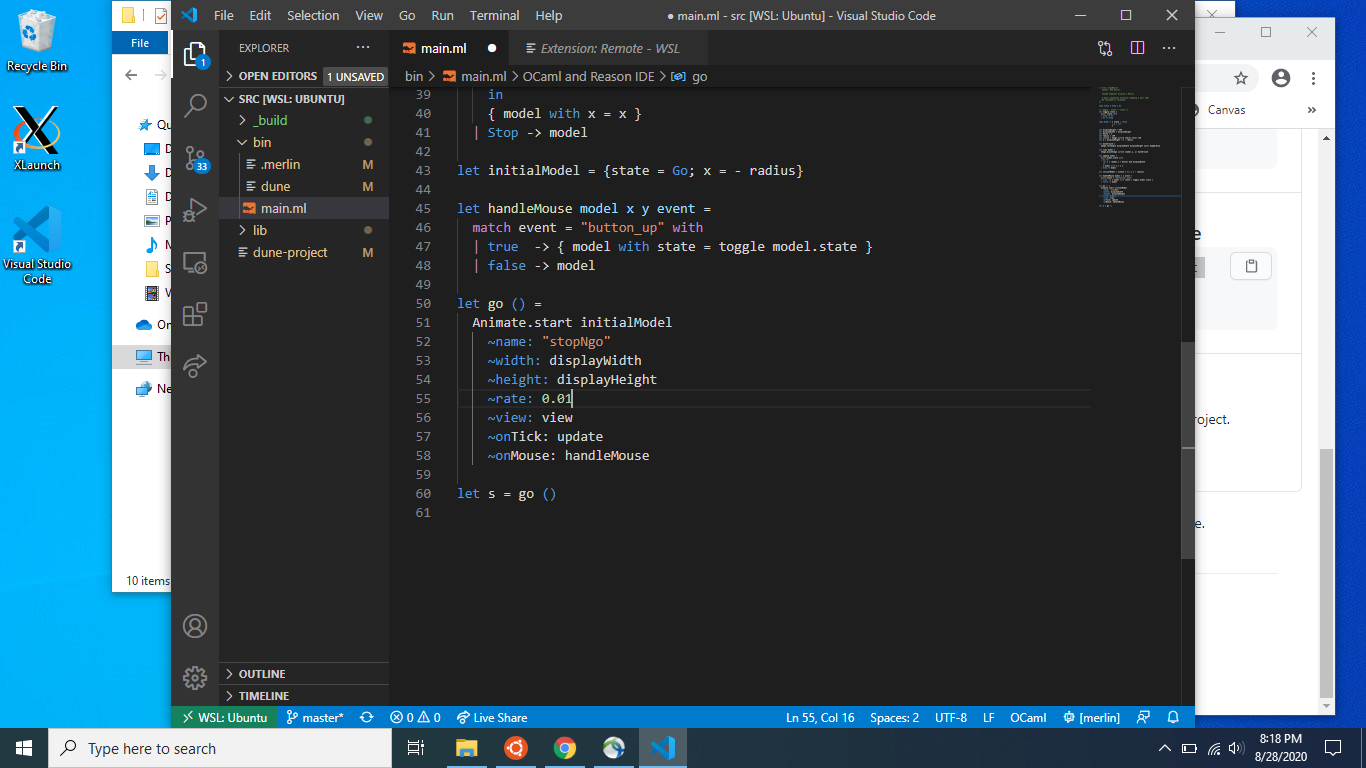 Recycle Bin
XLaunch
Visual Studio
Code
File
10 items
File Edit Selection View Go Run Terminal Help
● main.ml - src [WSL: Ubuntu] - Visual Studio Code
EXPLORER ···
OPEN EDITORS 1 UNSAVED
SRC [WSL: UBUNTU]
_build
bin
.merlin M
dune M
main.ml M
lib
dune-project M
OUTLINE
TIMELINE
1
33
main.ml
Extension: Remote - WSL
bin > main.ml > OCaml and Reason IDE > go
39 in
40 { model with x = x }
41 | Stop -> model
42
43 let initialModel = {state = Go; x = - radius}
44
45 let handleMouse model x y event =
46 match event = "button_up" with
47 | true  -> { model with state = toggle model.state }
48 | false -> model
49
50 let go () =
51 Animate.start initialModel
52 ~name: "stopNgo"
53 ~width: displayWidth
54 ~height: displayHeight
55 ~rate: 0.01
56 ~view: view
57 ~onTick: update
58 ~onMouse: handleMouse
59
60 let s = go ()
61
Canvas
WSL: Ubuntu master* 0 0 Live Share Ln 55, Col 16 Spaces: 2 UTF-8 LF OCaml [merlin]
Type here to search
8:18 PM
8/28/2020